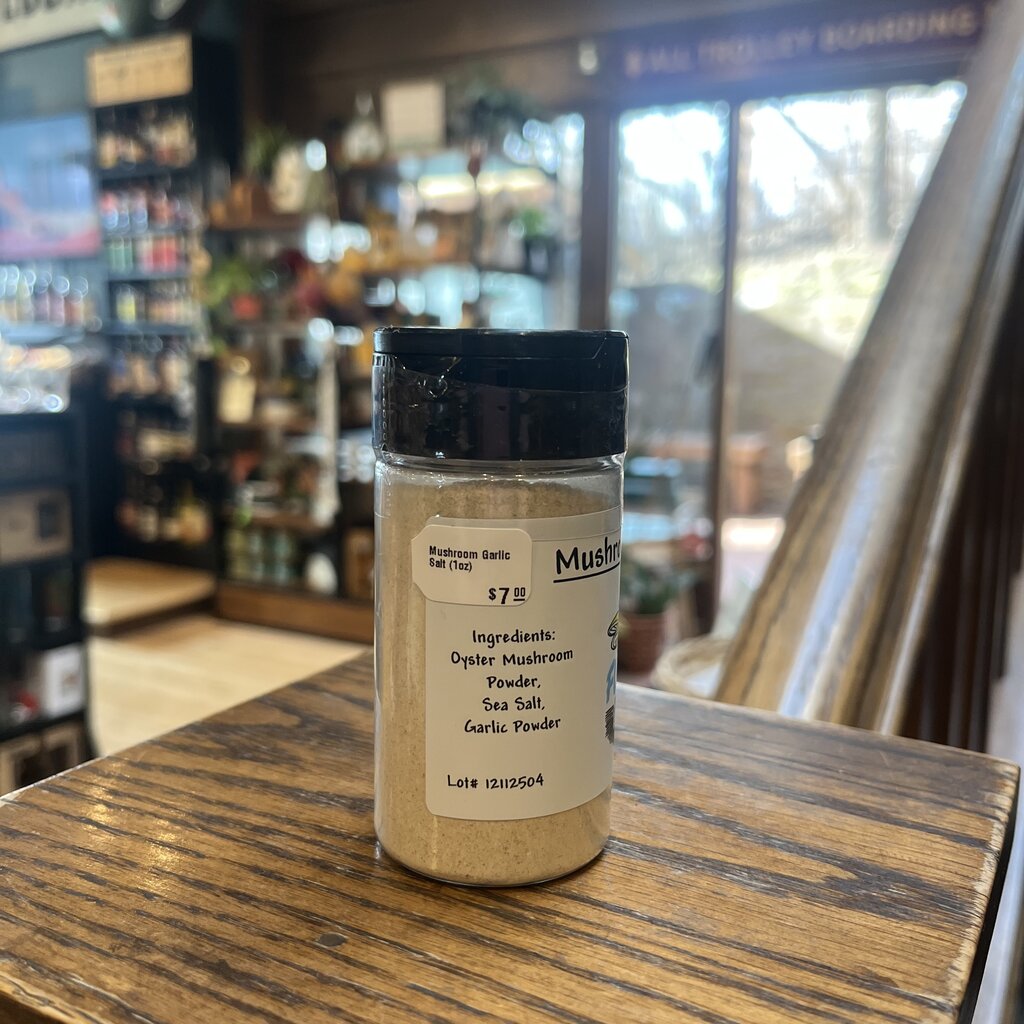 ALL TROLLEY BOARDING
Mushroom Garlic
Salt (1oz)
$7.00
Mushr
Ingredients:
Oyster Mushroom
Powder,
Sea Salt,
Garlic Powder
Lot# 12112504